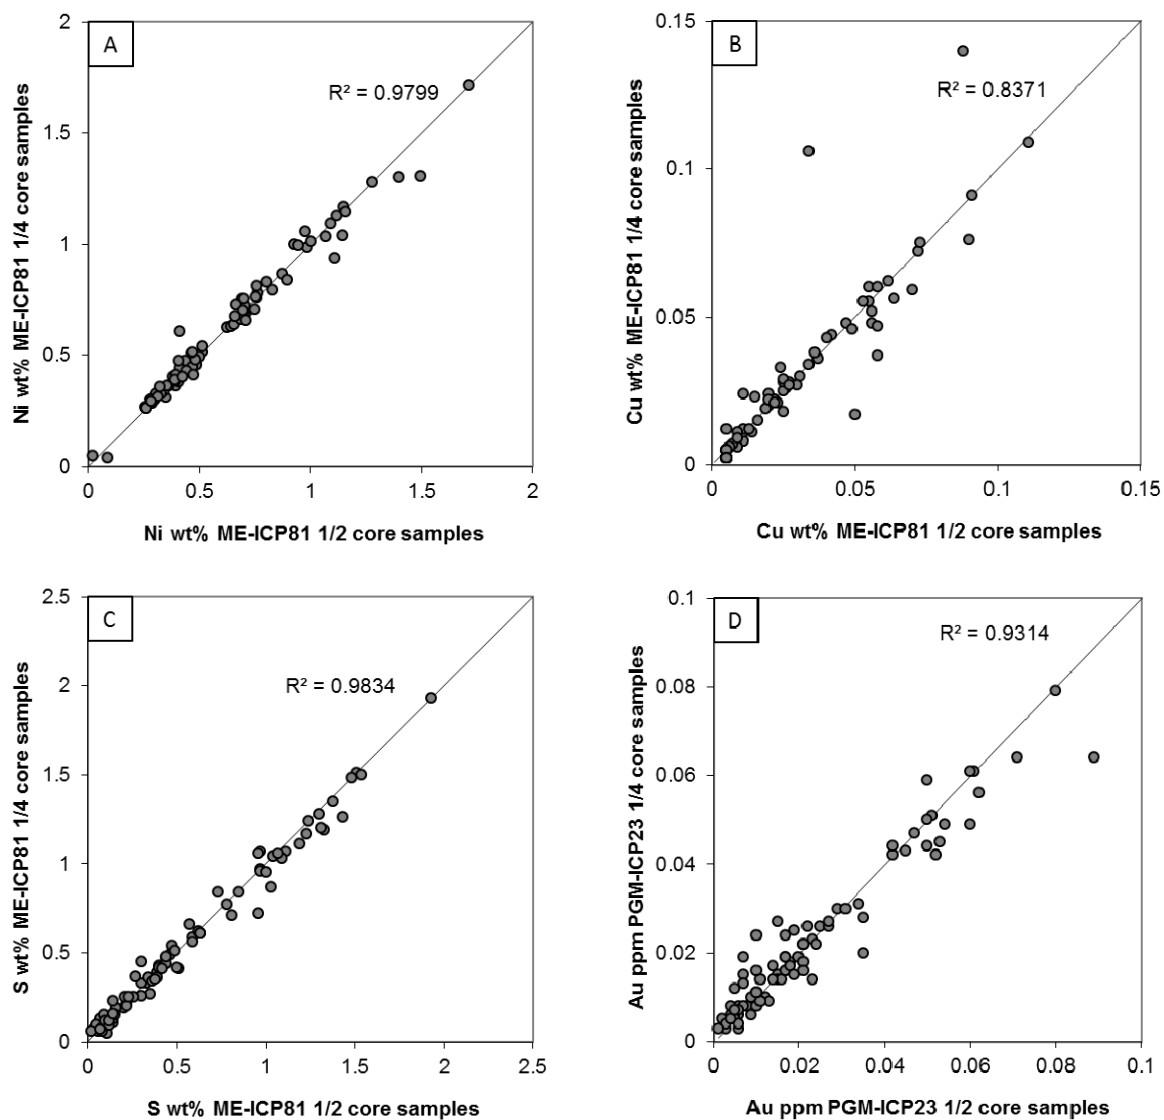 A
R² = 0.9799
Ni wt% ME-ICP81 1/4 core samples
2
1.5
1
0.5
0
0
0.5
1
1.5
2
Ni wt% ME-ICP81 1/2 core samples
B
R² = 0.8371
Cu wt% ME-ICP81 1/4 core samples
0.15
0.1
0.05
0
0
0.05
0.1
0.15
Cu wt% ME-ICP81 1/2 core samples
C
R² = 0.9834
S wt% ME-ICP81 1/4 core samples
2.5
2
1.5
1
0.5
0
0
0.5
1
1.5
2
2.5
S wt% ME-ICP81 1/2 core samples
D
R² = 0.9314
Au ppm PGM-ICP23 1/4 core samples
0.1
0.08
0.06
0.04
0.02
0
0
0.02
0.04
0.06
0.08
0.1
Au ppm PGM-ICP23 1/2 core samples